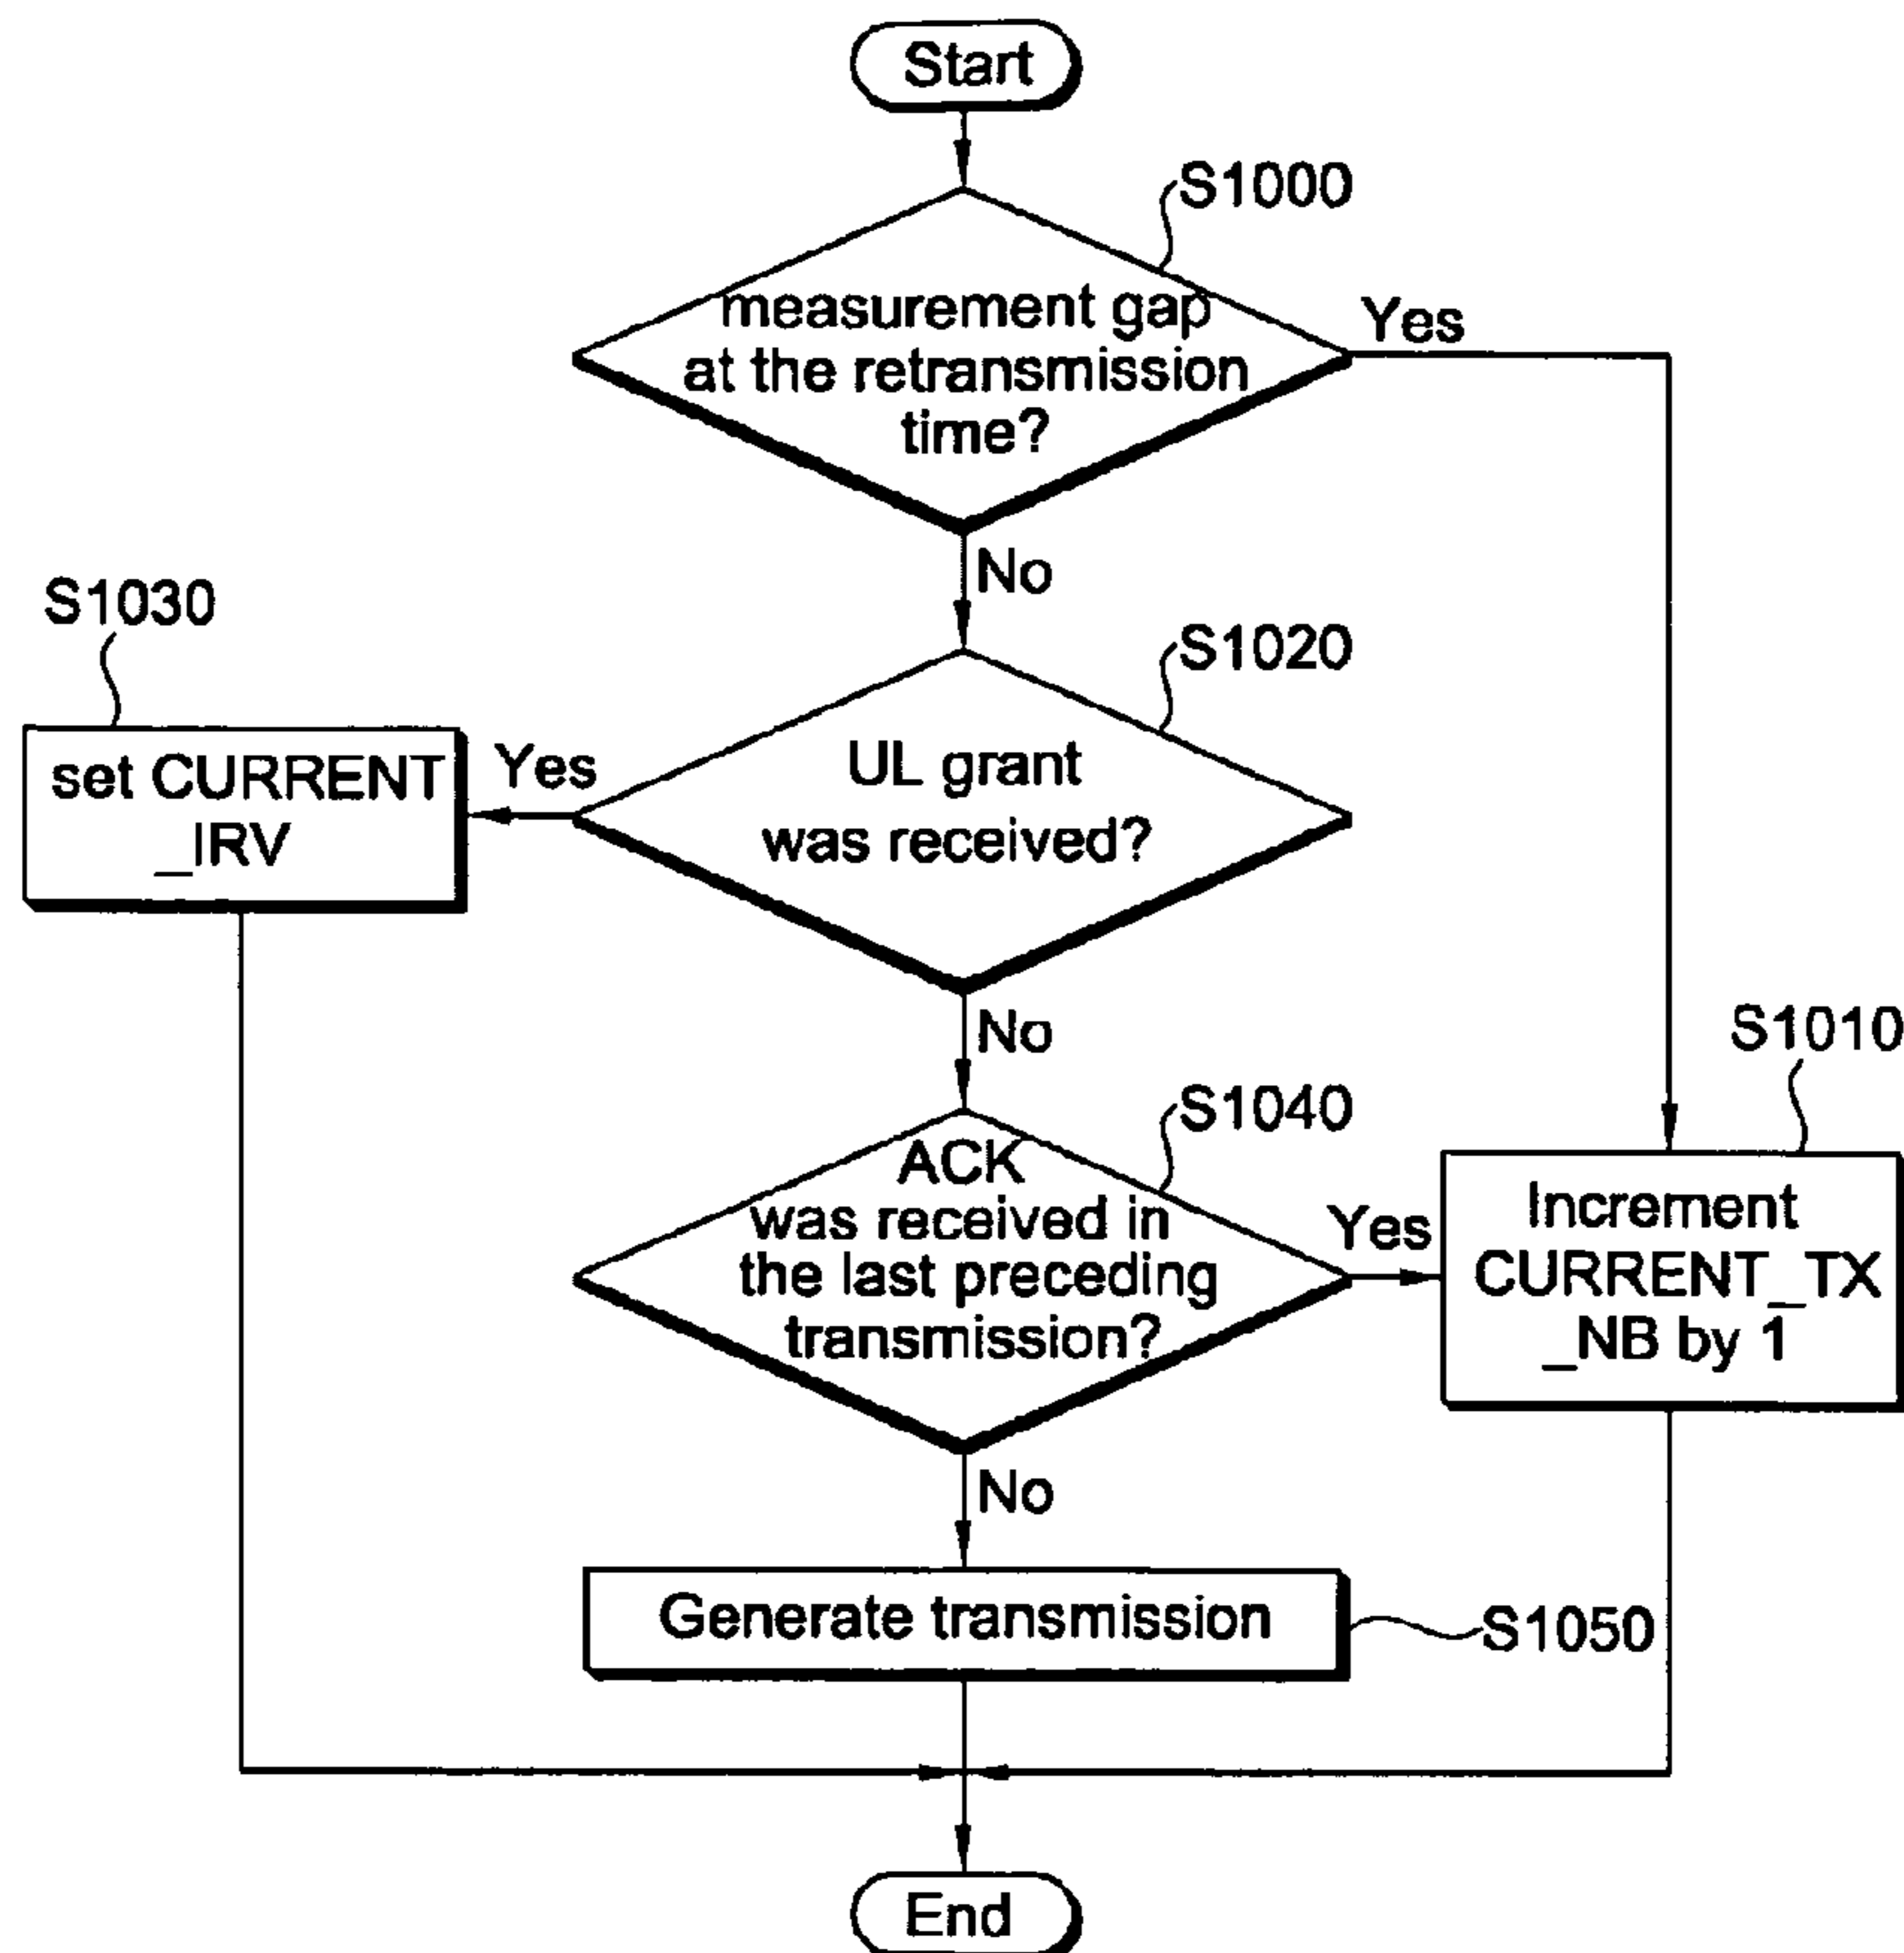 Start
S1000
measurement gap
at the retransmission
time?
Yes
No
S1030
S1020
set CURRENT
_IRV
Yes
UL grant
was received?
No
S1010
S1040
ACK
was received in
the last preceding
transmission?
Yes
Increment
CURRENT_TX
_NB by 1
No
Generate transmission
S1050
End